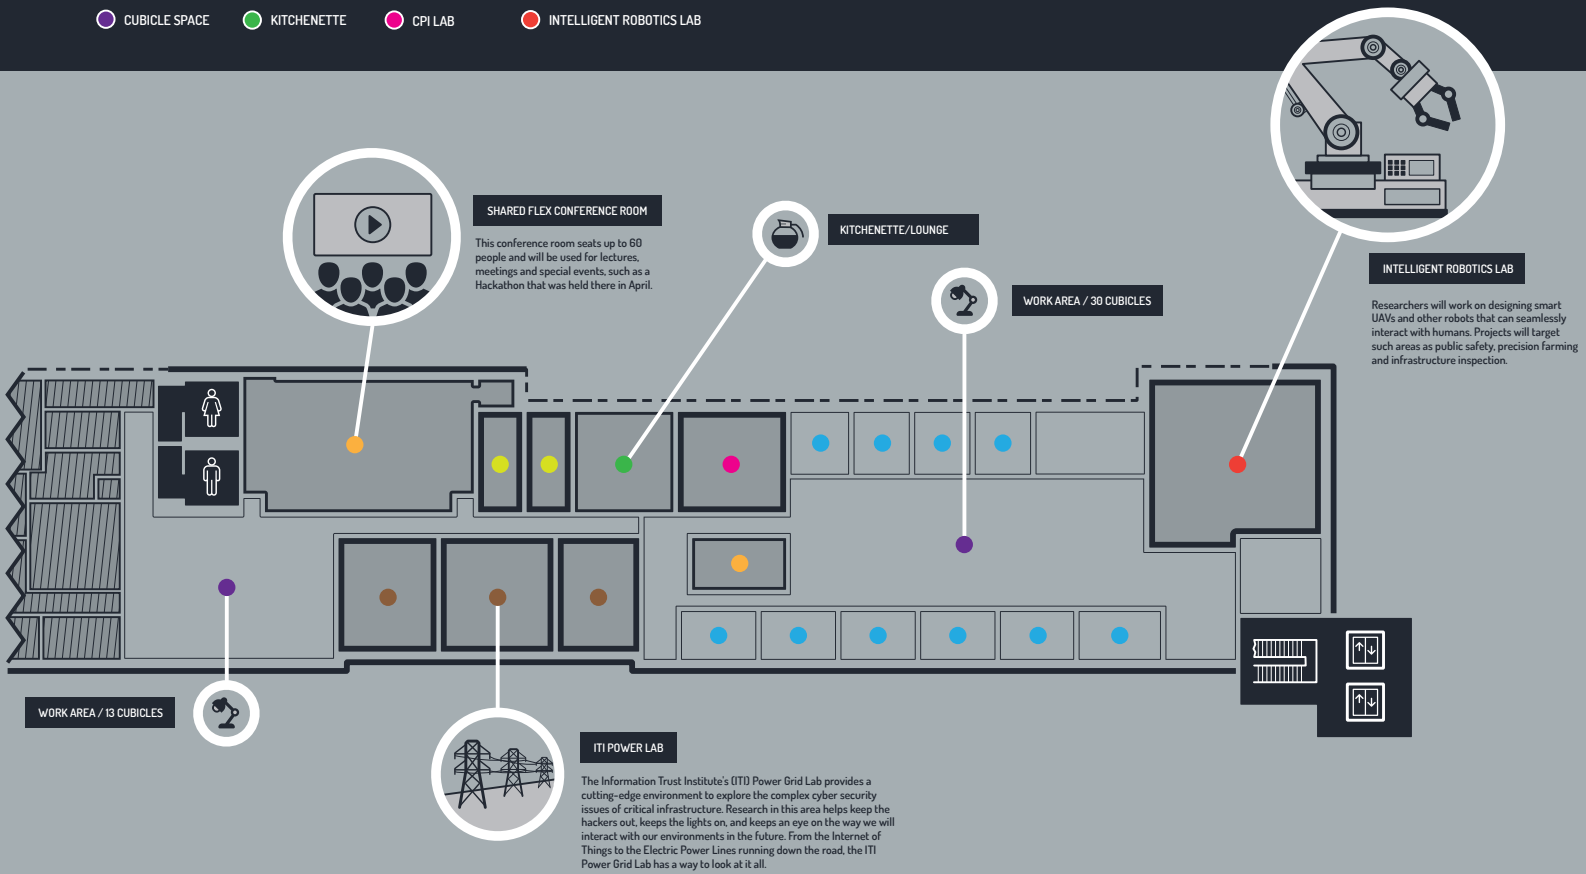 CUBICLE SPACE
KITCHENETTE
CPI LAB
INTELLIGENT ROBOTICS LAB
SHARED FLEX CONFERENCE ROOM
This conference room seats up to 60
people and will be used for lectures,
meetings and special events, such as a
Hackathon that was held there in April.
KITCHENETTE/LOUNGE
WORK AREA / 30 CUBICLES
INTELLIGENT ROBOTICS LAB
Researchers will work on designing smart
UAVs and other robots that can seamlessly
interact with humans. Projects will target
such areas as public safety, precision farming
and infrastructure inspection.
WORK AREA / 13 CUBICLES
ITI POWER LAB
The Information Trust Institute's (ITI) Power Grid Lab provides a
cutting-edge environment to explore the complex cyber security
issues of critical infrastructure. Research in this area helps keep the
hackers out, keeps the lights on, and keeps an eye on the way we will
interact with our environments in the future. From the Internet of
Things to the Electric Power Lines running down the road, the ITI
Power Grid Lab has a way to look at it all.